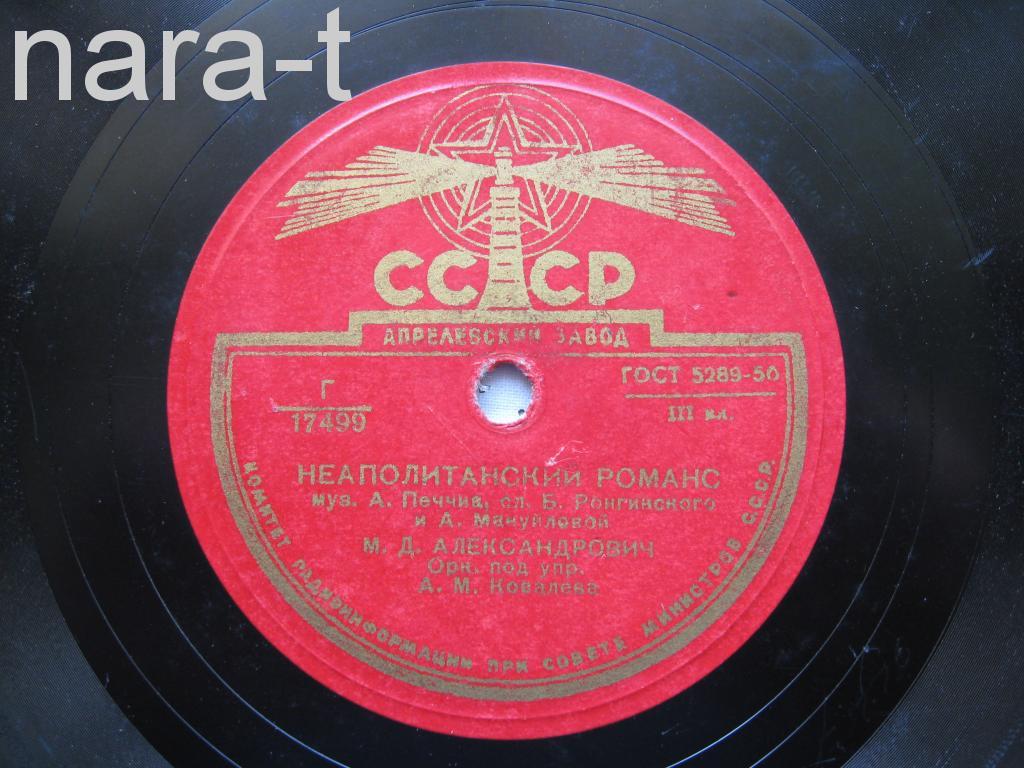 nara-t
СССР
АПРЕЛЕВСКИЙ ЗАВОД
Г
17499
ГОСТ 5289-50
III кл.
НЕАПОЛИТАНСКИЙ РОМАНС
муз. А. Печчиа, сл. Б. Ронгинского
и А. Мануйловой
М. Д. АЛЕКСАНДРОВИЧ
Орк. под упр.
А. М. Ковалева
КОМИТЕТ РАДИОИНФОРМАЦИИ ПРИ СОВЕТЕ МИНИСТРОВ СССР